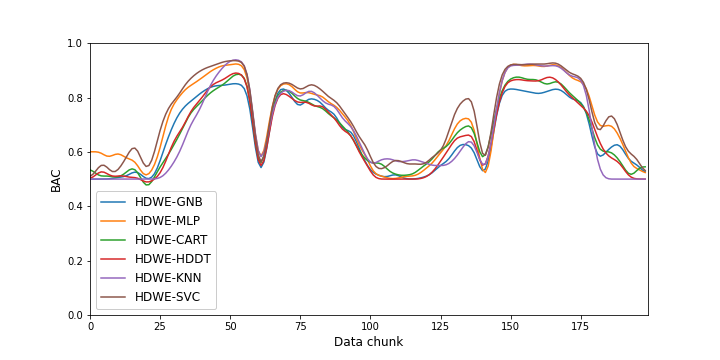 1.0
0.8
0.6
0.4
0.2
0.0
BAC
HDWE-GNB
HDWE-MLP
HDWE-CART
HDWE-HDDT
HDWE-KNN
HDWE-SVC
0 25 50 75 100 125 150 175
Data chunk